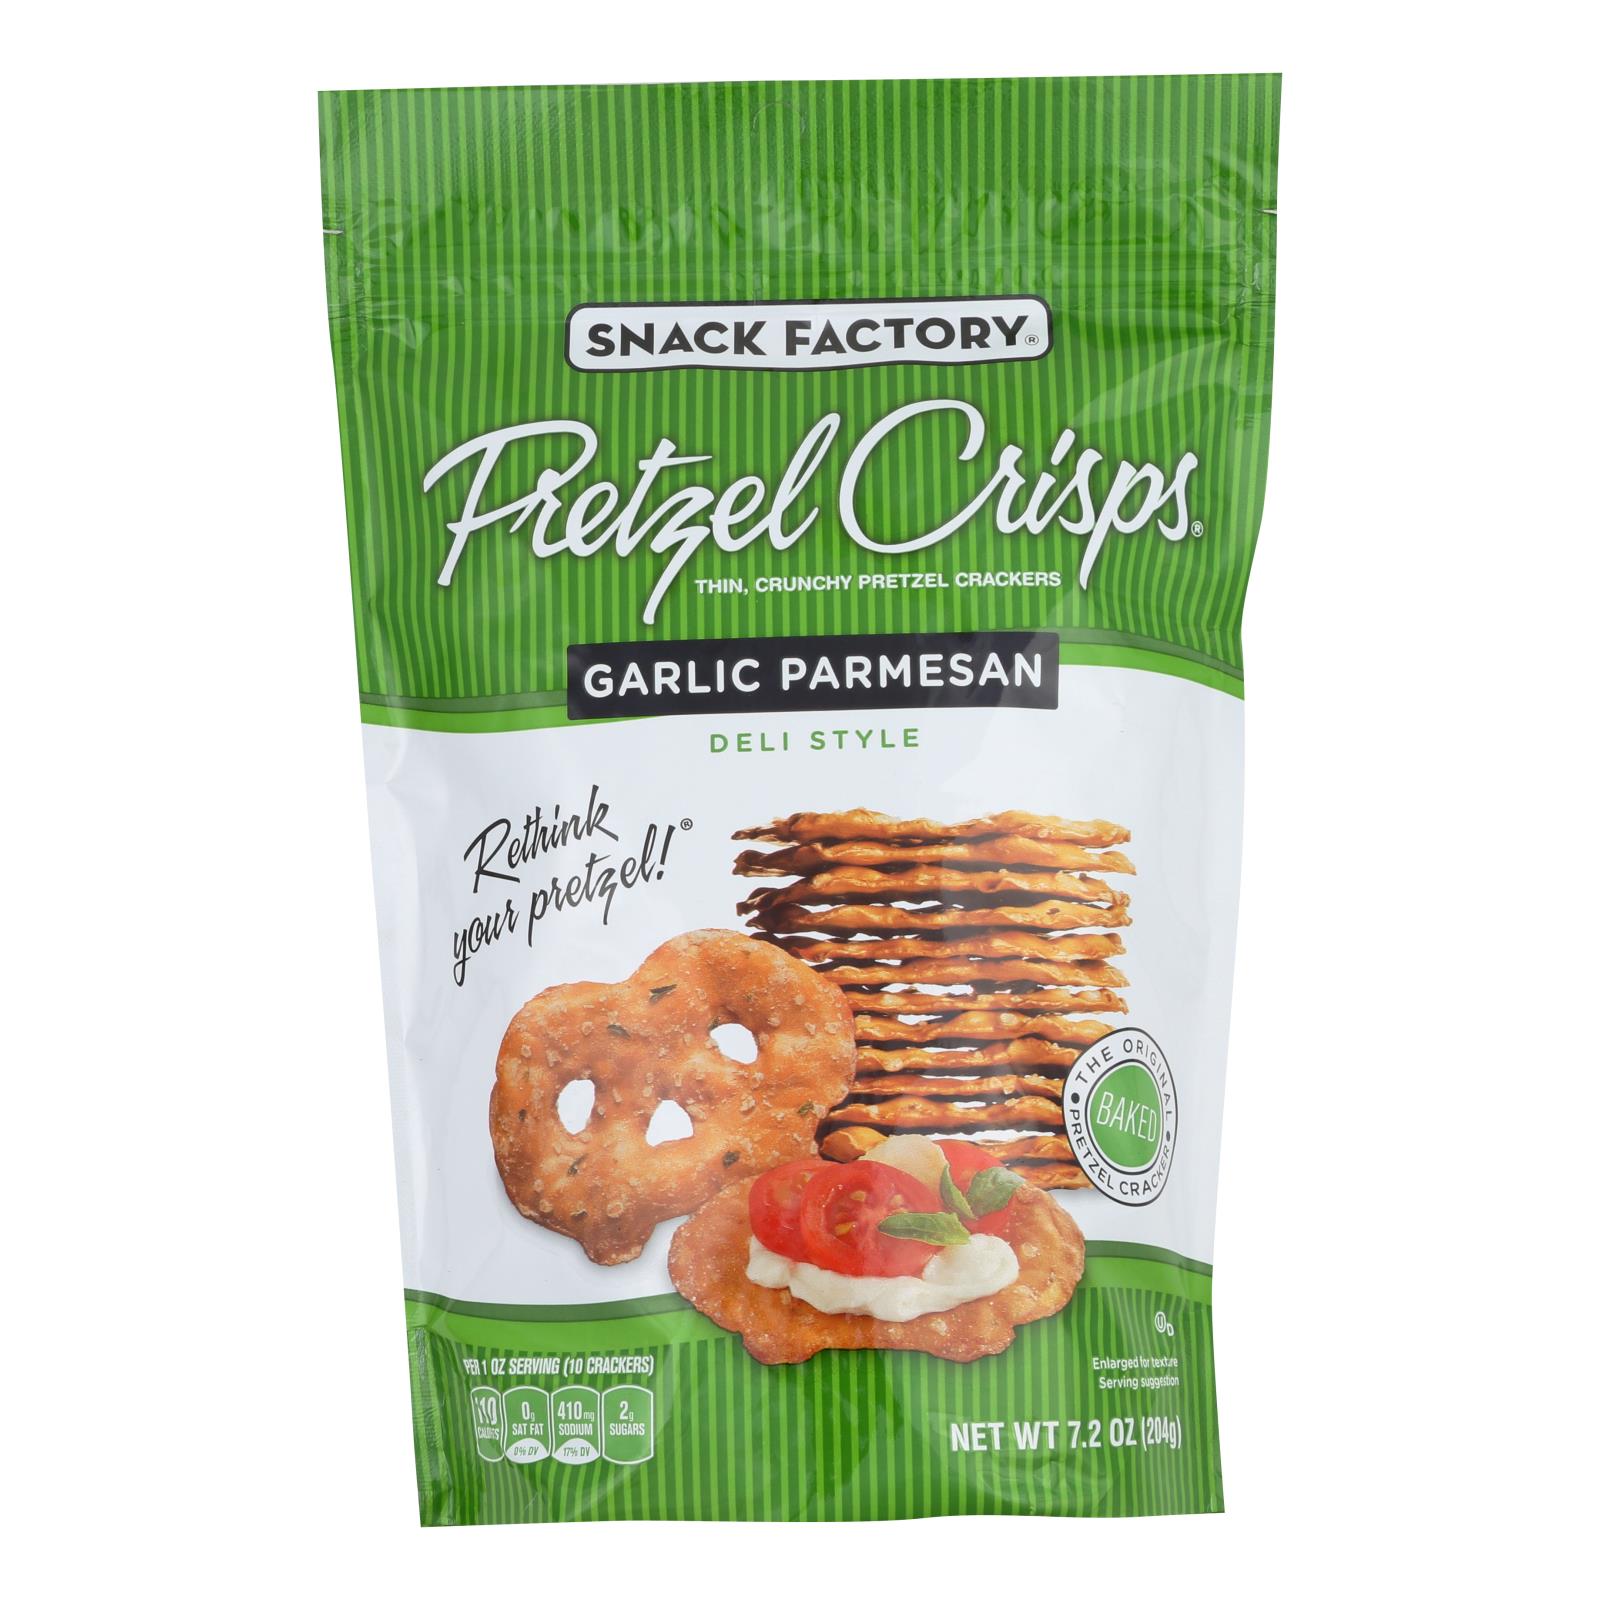 SNACK FACTORY®
Pretzel Crisps®
THIN, CRUNCHY PRETZEL CRACKERS
GARLIC PARMESAN
DELI STYLE
Rethink
your pretzel!®
THE ORIGINAL
BAKED
PRETZEL CRACKER
U D
Enlarged for texture
Serving suggestion
PER 1 OZ SERVING (10 CRACKERS)
110 CALORIES
0g SAT FAT 0% DV
410mg SODIUM 17% DV
2g SUGARS
NET WT 7.2 OZ (204g)